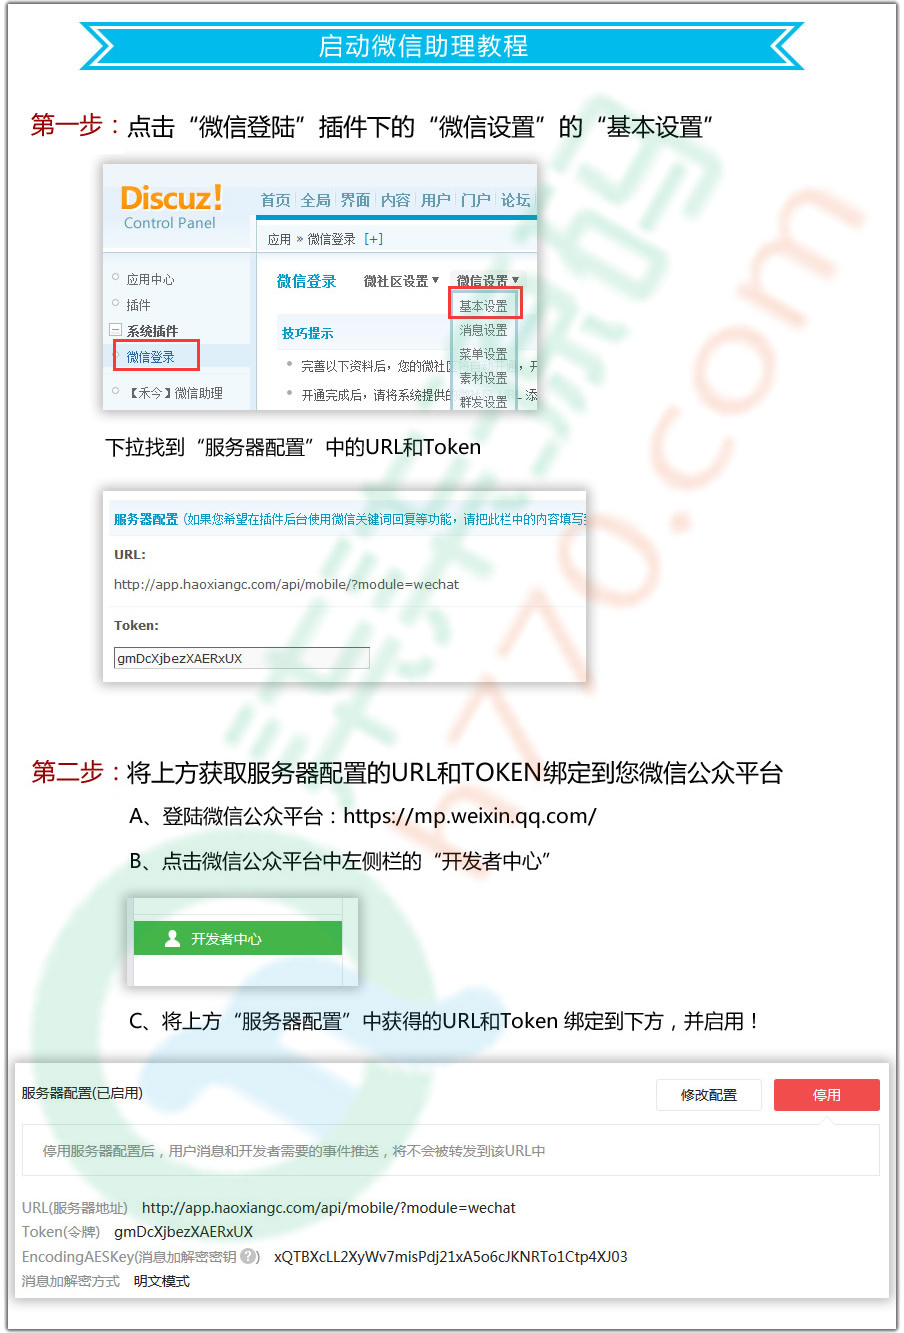 启动微信助理教程
第一步：点击“微信登陆”插件下的“微信设置”的“基本设置”
Discuz!
Control Panel
首页 全局 界面 内容 用户 门户 论坛
应用 » 微信登录 [+]
应用中心
插件
系统插件
微信登录
【禾今】微信助理
微信登录 微社区设置 微信设置
基本设置
消息设置
菜单设置
素材设置
群发设置
技巧提示
完善以下资料后，您的微社区
开通完成后，请将系统提供的
下拉找到“服务器配置”中的URL和Token
服务器配置 (如果您希望在插件后台使用微信关键词回复等功能，请把此栏中的内容填写到
URL:
http://app.haoxiangc.com/api/mobile/?module=wechat
Token:
gmDcXjbezXAERxUX
第二步：将上方获取服务器配置的URL和TOKEN绑定到您微信公众平台
A、登陆微信公众平台：https://mp.weixin.qq.com/
B、点击微信公众平台中左侧栏的“开发者中心”
开发者中心
C、将上方“服务器配置”中获得的URL和Token 绑定到下方，并启用！
服务器配置(已启用) 修改配置 停用
停用服务器配置后，用户消息和开发者需要的事件推送，将不会被转发到该URL中
URL(服务器地址) http://app.haoxiangc.com/api/mobile/?module=wechat
Token(令牌) gmDcXjbezXAERxUX
EncodingAESKey(消息加解密密钥 ?) xQTBXcLL2XyWv7misPdj21xA5o6cJKNRTo1Ctp4XJ03
消息加解密方式 明文模式
h770.com